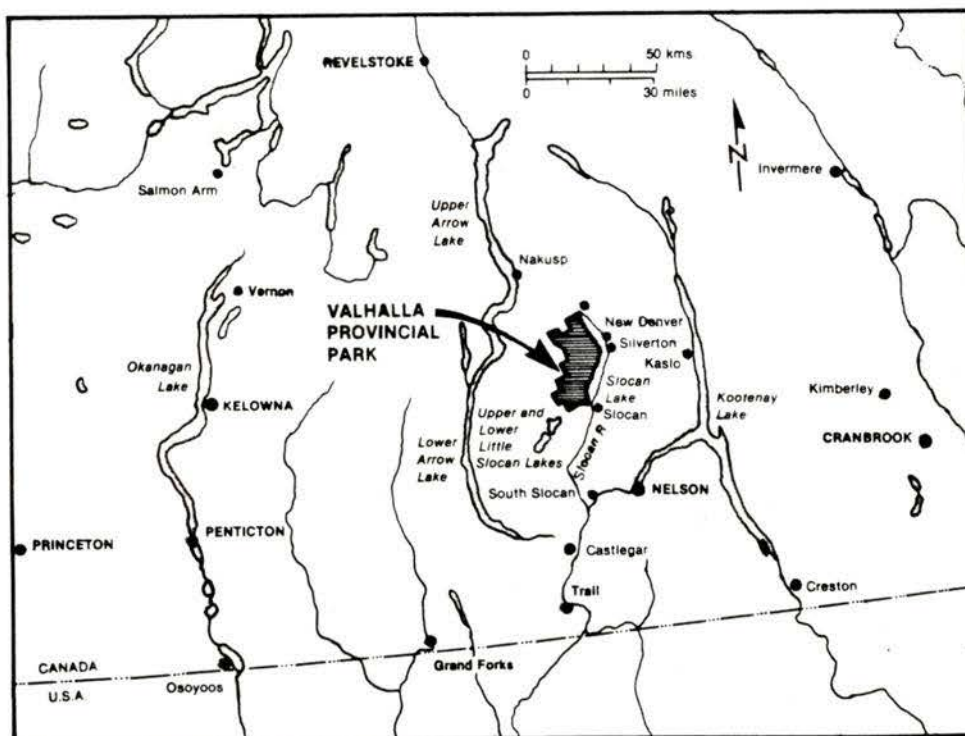 REVELSTOKE
0 50 kms
0 30 miles
N
Salmon Arm
Invermere
Upper
Arrow
Lake
Nakusp
Vernon
VALHALLA
PROVINCIAL
PARK
New Denver
Silverton
Kaslo
Okanagan
Lake
Slocan
Lake
KELOWNA
Kimberley
Upper and
Lower
Little
Slocan Lakes
Slocan
Kootenay
Lake
Lower
Arrow
Lake
Slocan R
CRANBROOK
South Slocan
NELSON
PRINCETON
PENTICTON
Castlegar
Trail
Creston
CANADA
U.S.A.
Osoyoos
Grand Forks